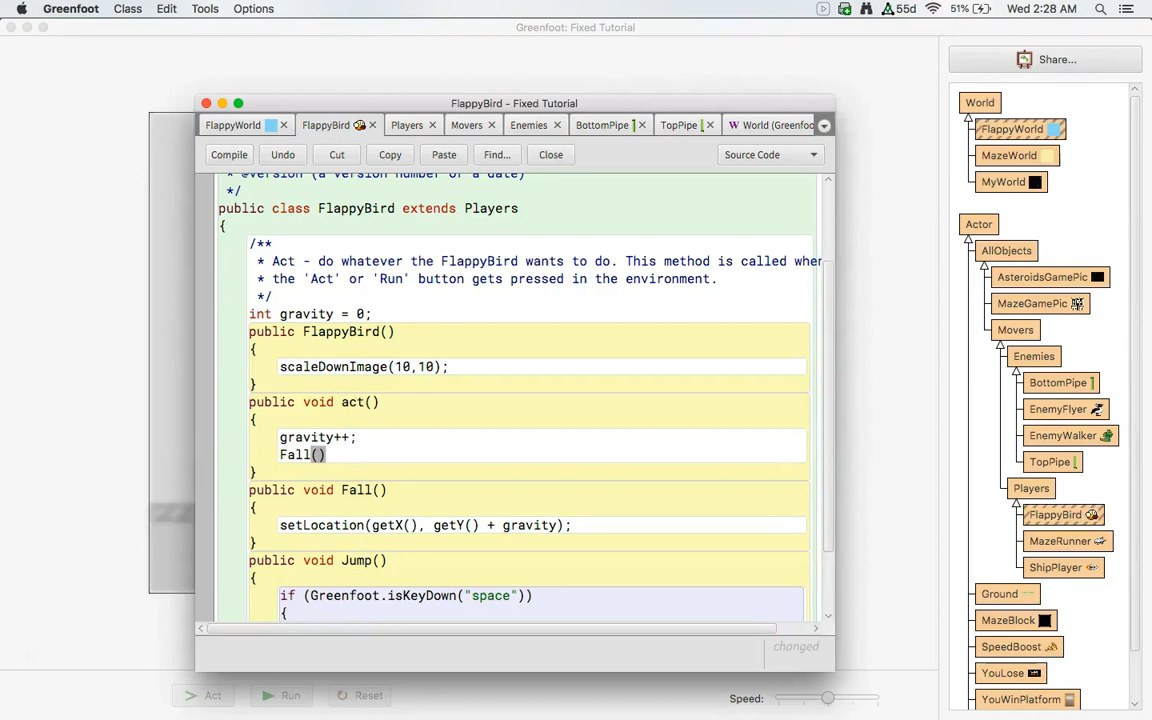 Greenfoot Class Edit Tools Options
55d 51% Wed 2:28 AM
Greenfoot: Fixed Tutorial
Share...
FlappyBird - Fixed Tutorial
FlappyWorld FlappyBird Players Movers Enemies BottomPipe TopPipe World (Greenfoo
Compile Undo Cut Copy Paste Find... Close Source Code
* @version (a version number or a date)
*/
public class FlappyBird extends Players
{
/**
* Act - do whatever the FlappyBird wants to do. This method is called wher
* the 'Act' or 'Run' button gets pressed in the environment.
*/
int gravity = 0;
public FlappyBird()
{
scaleDownImage(10,10);
}
public void act()
{
gravity++;
Fall()
}
public void Fall()
{
setLocation(getX(), getY() + gravity);
}
public void Jump()
{
if (Greenfoot.isKeyDown("space"))
{
changed
World
FlappyWorld
MazeWorld
MyWorld
Actor
AllObjects
AsteroidsGamePic
MazeGamePic
Movers
Enemies
BottomPipe
EnemyFlyer
EnemyWalker
TopPipe
Players
FlappyBird
MazeRunner
ShipPlayer
Ground
MazeBlock
SpeedBoost
YouLose
YouWinPlatform
Act Run Reset Speed: